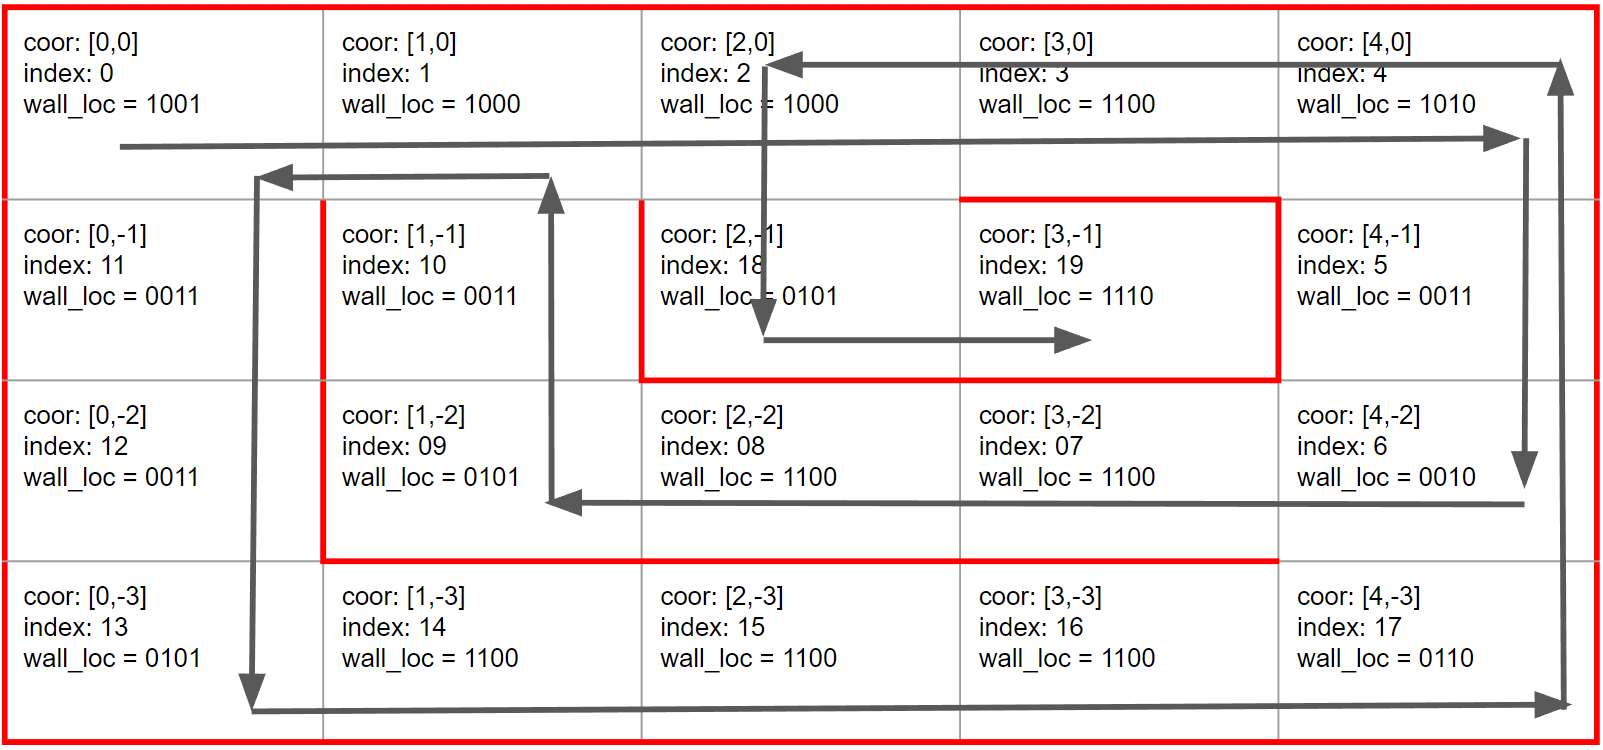 coor: [0,0]
index: 0
wall_loc = 1001
coor: [1,0]
index: 1
wall_loc = 1000
coor: [2,0]
index: 2
wall_loc = 1000
coor: [3,0]
index: 3
wall_loc = 1100
coor: [4,0]
index: 4
wall_loc = 1010
coor: [0,-1]
index: 11
wall_loc = 0011
coor: [1,-1]
index: 10
wall_loc = 0011
coor: [2,-1]
index: 18
wall_loc = 0101
coor: [3,-1]
index: 19
wall_loc = 1110
coor: [4,-1]
index: 5
wall_loc = 0011
coor: [0,-2]
index: 12
wall_loc = 0011
coor: [1,-2]
index: 09
wall_loc = 0101
coor: [2,-2]
index: 08
wall_loc = 1100
coor: [3,-2]
index: 07
wall_loc = 1100
coor: [4,-2]
index: 6
wall_loc = 0010
coor: [0,-3]
index: 13
wall_loc = 0101
coor: [1,-3]
index: 14
wall_loc = 1100
coor: [2,-3]
index: 15
wall_loc = 1100
coor: [3,-3]
index: 16
wall_loc = 1100
coor: [4,-3]
index: 17
wall_loc = 0110